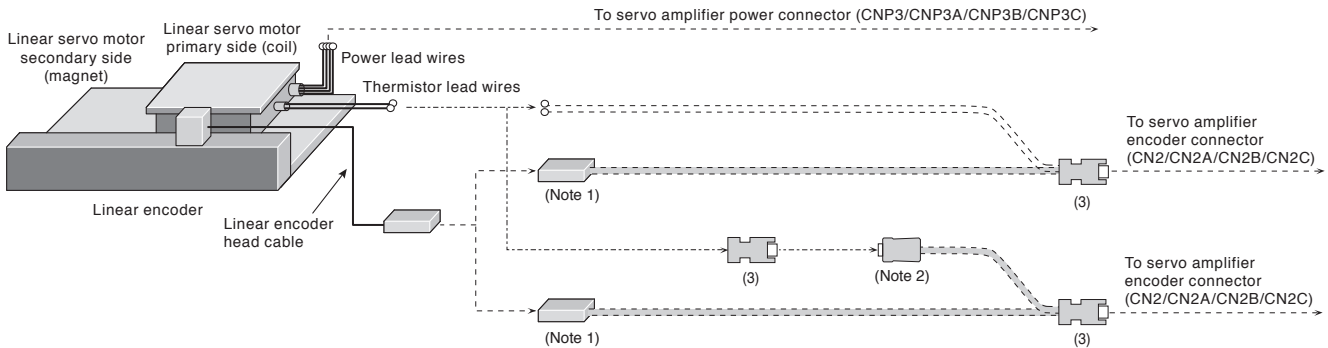 To servo amplifier power connector (CNP3/CNP3A/CNP3B/CNP3C)
Linear servo motor
secondary side
(magnet)
Linear servo motor
primary side (coil)
Power lead wires
Thermistor lead wires
To servo amplifier
encoder connector
(CN2/CN2A/CN2B/CN2C)
(Note 1)
(3)
Linear encoder
Linear encoder
head cable
(3)
(Note 2)
To servo amplifier
encoder connector
(CN2/CN2A/CN2B/CN2C)
(Note 1)
(3)